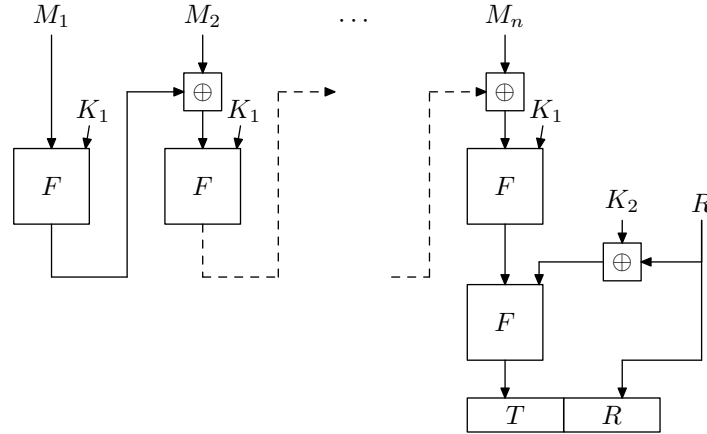 M₁ M₂ ... Mₙ
⊕ ⊕
K₁ K₁ K₁
F F F
K₂ R
⊕
F
T R